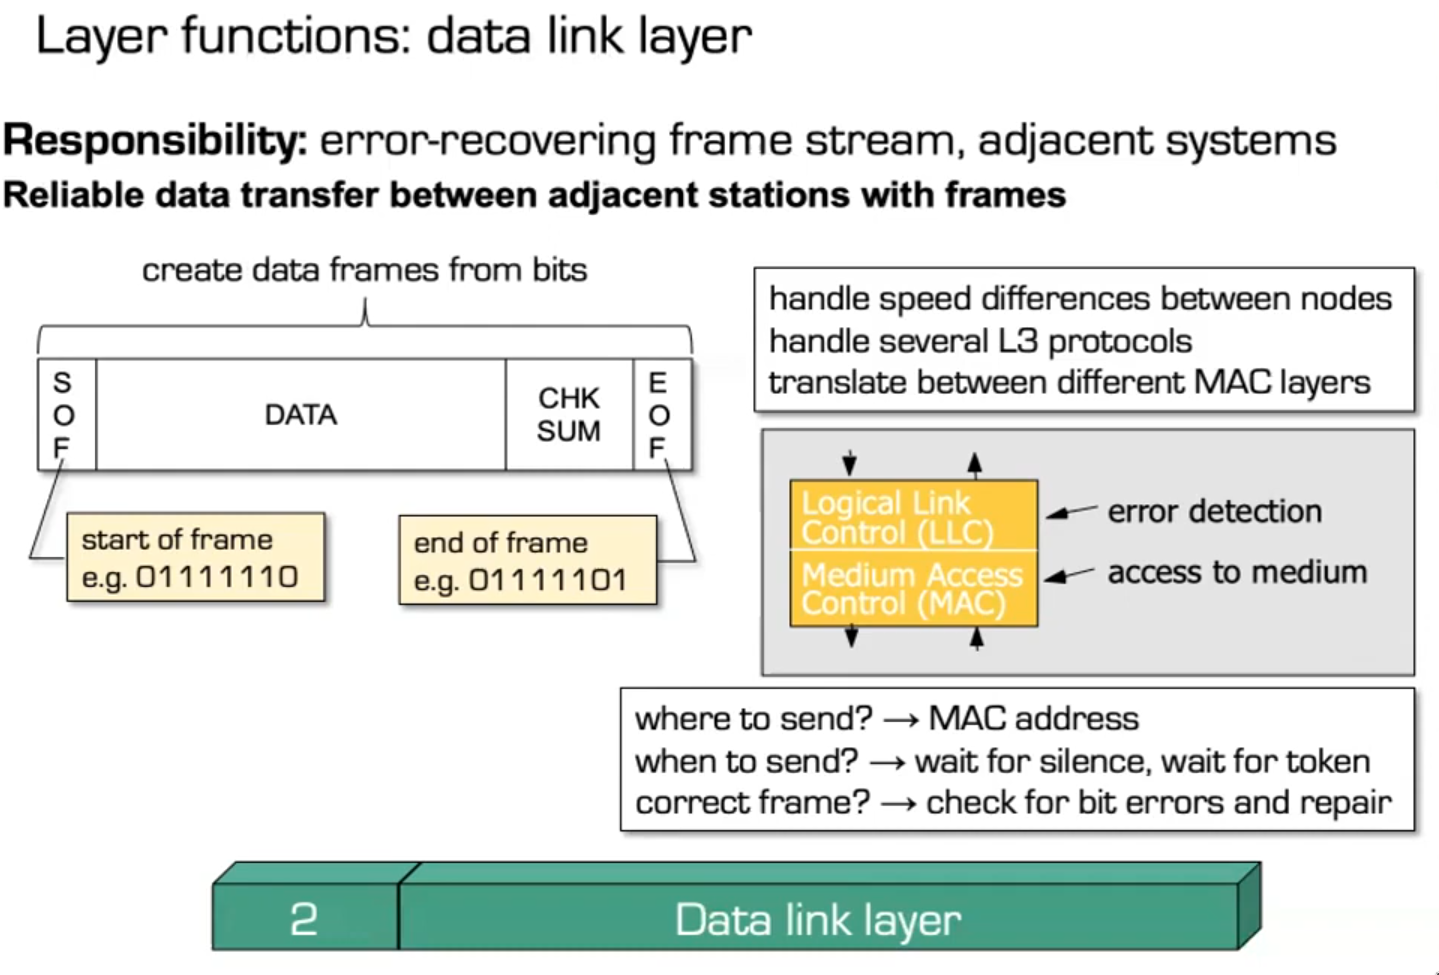 Layer functions: data link layer
Responsibility: error-recovering frame stream, adjacent systems
Reliable data transfer between adjacent stations with frames
create data frames from bits
SOF
DATA
CHK
SUM
EOF
start of frame
e.g. 01111110
end of frame
e.g. 01111101
handle speed differences between nodes
handle several L3 protocols
translate between different MAC layers
Logical Link
Control (LLC)
error detection
Medium Access
Control (MAC)
access to medium
where to send? → MAC address
when to send? → wait for silence, wait for token
correct frame? → check for bit errors and repair
2
Data link layer